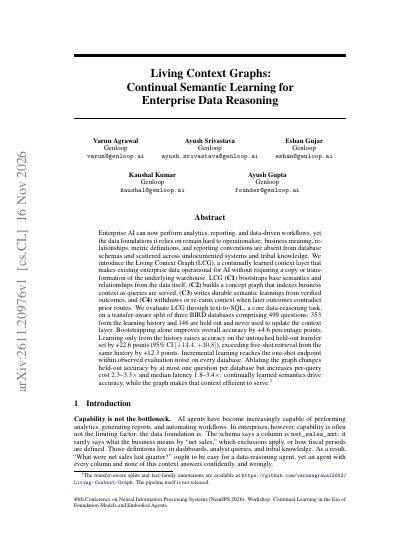 Living Context Graphs:
Continual Semantic Learning for
Enterprise Data Reasoning
Varun Agrawal
Genloop
varun@genloop.ai
Ayush Srivastava
Genloop
ayush.srivastava@genloop.ai
Eshan Gujar
Genloop
eshan@genloop.ai
Kaushal Kumar
Genloop
kaushal@genloop.ai
Ayush Gupta
Genloop
founder@genloop.ai
Abstract
Enterprise AI can now perform analytics, reporting, and data-driven workflows, yet
the data foundations it relies on remain hard to operationalize: business meaning, re-
lationships, metric definitions, and reporting conventions are absent from database
schemas and scattered across undocumented systems and tribal knowledge. We
introduce the Living Context Graph (LCG), a continually learned context layer that
makes existing enterprise data operational for AI without requiring a copy or trans-
formation of the underlying warehouse. LCG (C1) bootstraps base semantics and
relationships from the data itself, (C2) builds a concept graph that indexes business
context as queries are served, (C3) writes durable semantic learnings from verified
outcomes, and (C4) withdraws or re-earns context when later outcomes contradict
prior routes. We evaluate LCG through text-to-SQL, a core data-reasoning task,
on a transfer-aware split of three BIRD databases comprising 499 questions: 353
form the learning history and 146 are held out and never used to update the context
layer. Bootstrapping alone improves overall accuracy by +4.6 percentage points.
Learning only from the history raises accuracy on the untouched held-out transfer
set by +22.6 points (95% CI [+14.4, +30.8]), exceeding five-shot retrieval from the
same history by +12.3 points. Incremental learning reaches the one-shot endpoint
within observed evaluation noise on every database. Ablating the graph changes
held-out accuracy by at most one question per database but increases per-query
cost 2.3–3.3× and median latency 1.8–3.4×: continually learned semantics drive
accuracy, while the graph makes that context efficient to serve.1
1 Introduction
Capability is not the bottleneck. AI agents have become increasingly capable of performing
analytics, generating reports, and automating workflows. In enterprises, however, capability is often
not the limiting factor; the data foundation is. The schema says a column is net_sales_amt; it
rarely says what the business means by “net sales,” which exclusions apply, or how fiscal periods
are defined. Those definitions live in dashboards, analyst queries, and tribal knowledge. As a result,
“What were net sales last quarter?” ought to be easy for a data-reasoning agent, yet an agent with
every column and none of this context answers confidently, and wrongly.
1The transfer-aware splits and fact-family annotations are available at https://github.com/varunagrawal2002/
Living-Context-Graph. The pipeline itself is not released.
40th Conference on Neural Information Processing Systems (NeurIPS 2026). Workshop: Continual Learning in the Era of
Foundation Models and Embodied Agents.
arXiv:2611.20976v1 [cs.CL] 16 Nov 2026